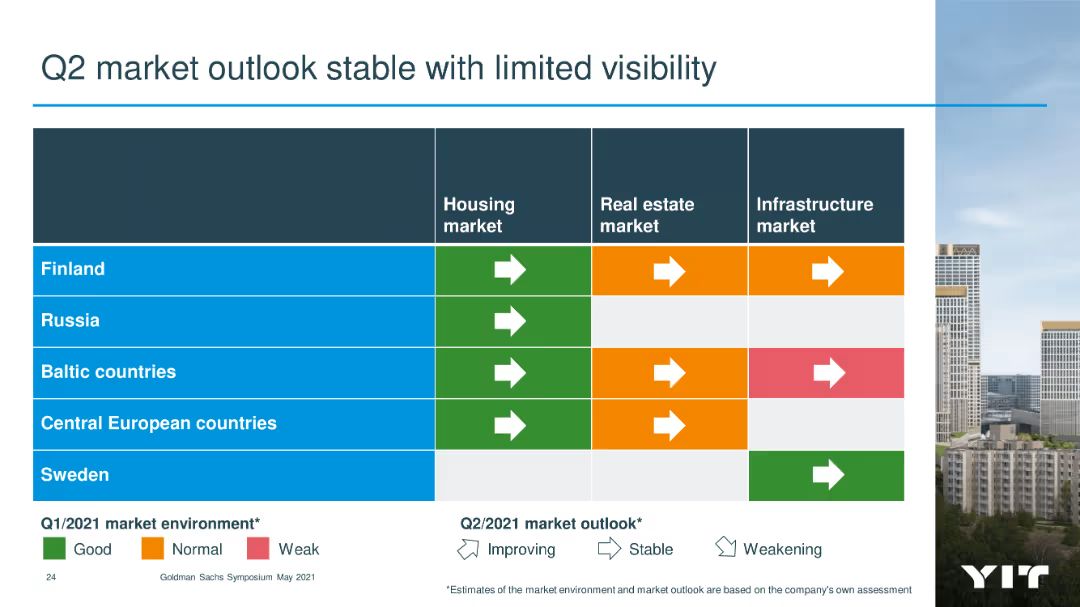 Q2 market outlook stable with limited visibility
Housing
market
Real estate
market
Infrastructure
market
Finland
Russia
Baltic countries
Central European countries
Sweden
Q1/2021 market environment*
Good
Normal
Weak
Q2/2021 market outlook*
Improving
Stable
Weakening
24
Goldman Sachs Symposium May 2021
*Estimates of the market environment and market outlook are based on the company's own assessment
YIT